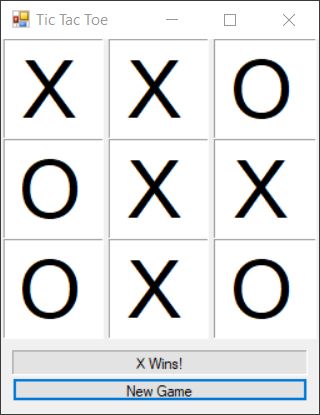 Tic Tac Toe
X X O
O X X
O X O
X Wins!
New Game